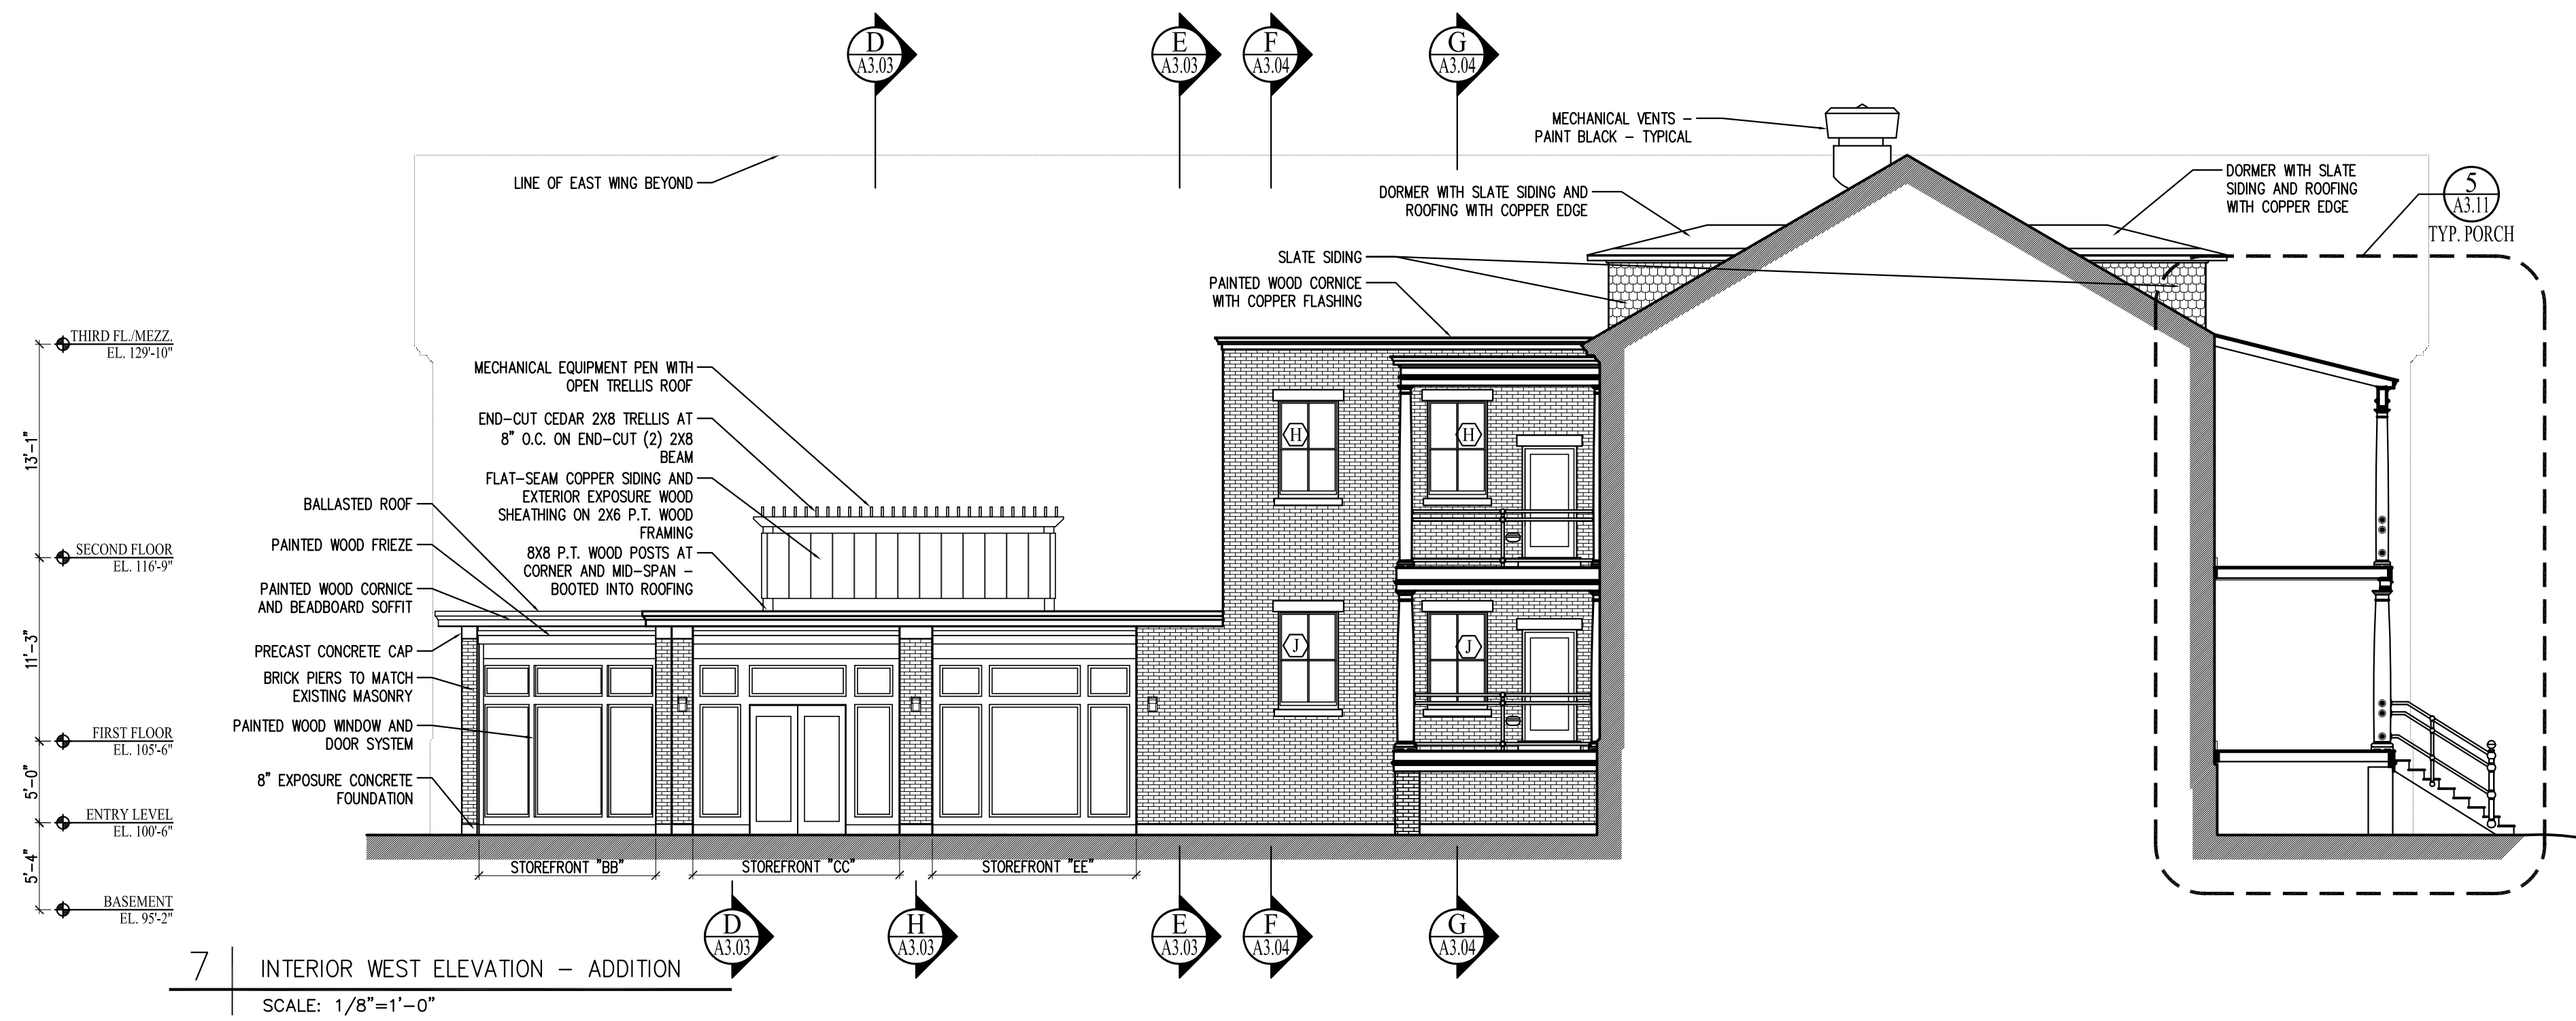 D
A3.03
E
A3.03
F
A3.04
G
A3.04
MECHANICAL VENTS –
PAINT BLACK – TYPICAL
LINE OF EAST WING BEYOND
DORMER WITH SLATE SIDING AND
ROOFING WITH COPPER EDGE
DORMER WITH SLATE
SIDING AND ROOFING
WITH COPPER EDGE
5
A3.11
TYP. PORCH
SLATE SIDING
PAINTED WOOD CORNICE
WITH COPPER FLASHING
THIRD FL./MEZZ.
EL. 129'-10"
MECHANICAL EQUIPMENT PEN WITH
OPEN TRELLIS ROOF
END-CUT CEDAR 2X8 TRELLIS AT
8" O.C. ON END-CUT (2) 2X8
BEAM
FLAT-SEAM COPPER SIDING AND
EXTERIOR EXPOSURE WOOD
SHEATHING ON 2X6 P.T. WOOD
FRAMING
8X8 P.T. WOOD POSTS AT
CORNER AND MID-SPAN –
BOOTED INTO ROOFING
H
H
13'-1"
BALLASTED ROOF
PAINTED WOOD FRIEZE
SECOND FLOOR
EL. 116'-9"
PAINTED WOOD CORNICE
AND BEADBOARD SOFFIT
11'-3"
PRECAST CONCRETE CAP
BRICK PIERS TO MATCH
EXISTING MASONRY
J
J
PAINTED WOOD WINDOW AND
DOOR SYSTEM
FIRST FLOOR
EL. 105'-6"
5'-0"
8" EXPOSURE CONCRETE
FOUNDATION
ENTRY LEVEL
EL. 100'-6"
5'-4"
STOREFRONT "BB"
STOREFRONT "CC"
STOREFRONT "EE"
BASEMENT
EL. 95'-2"
D
A3.03
H
A3.03
E
A3.03
F
A3.04
G
A3.04
7
INTERIOR WEST ELEVATION – ADDITION
SCALE: 1/8"=1'-0"